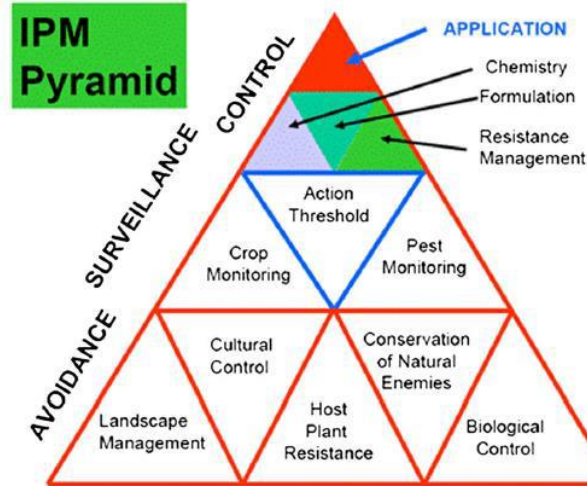 IPM
Pyramid
APPLICATION
Chemistry
Formulation
Resistance
Management
CONTROL
SURVEILLANCE
AVOIDANCE
Action
Threshold
Crop
Monitoring
Pest
Monitoring
Cultural
Control
Conservation
of Natural
Enemies
Landscape
Management
Host
Plant
Resistance
Biological
Control